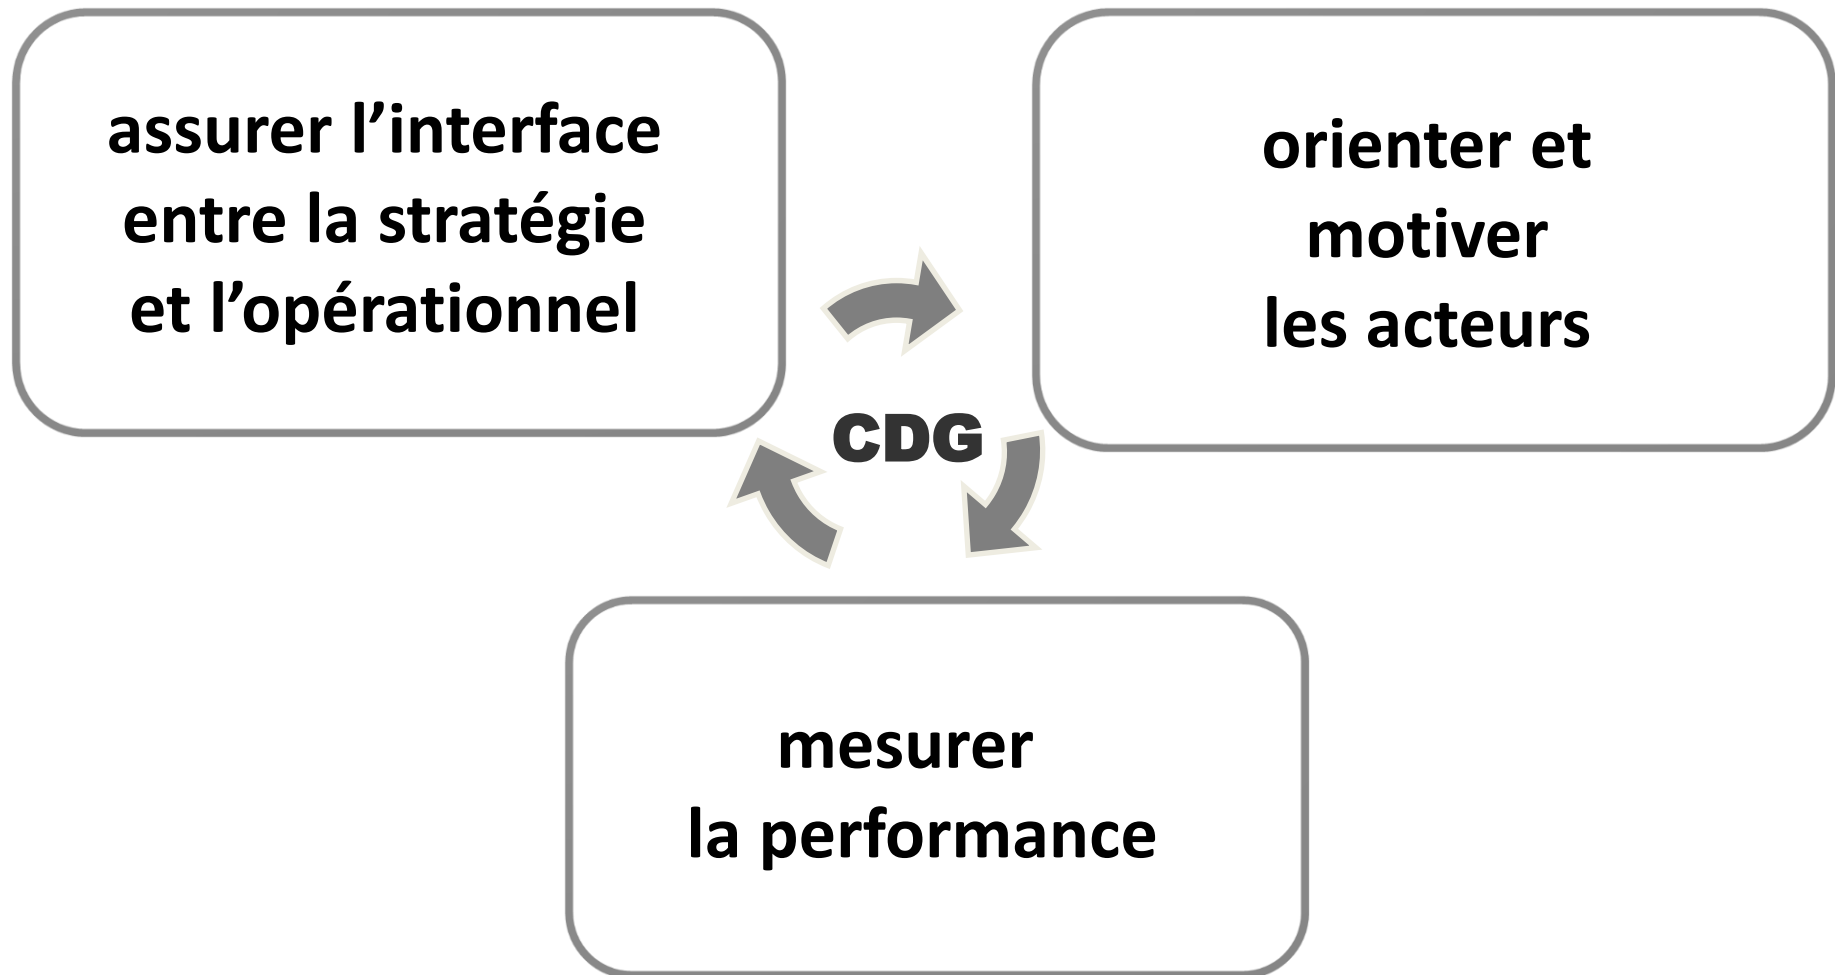 assurer l’interface
entre la stratégie
et l’opérationnel
orienter et
motiver
les acteurs
CDG
mesurer
la performance